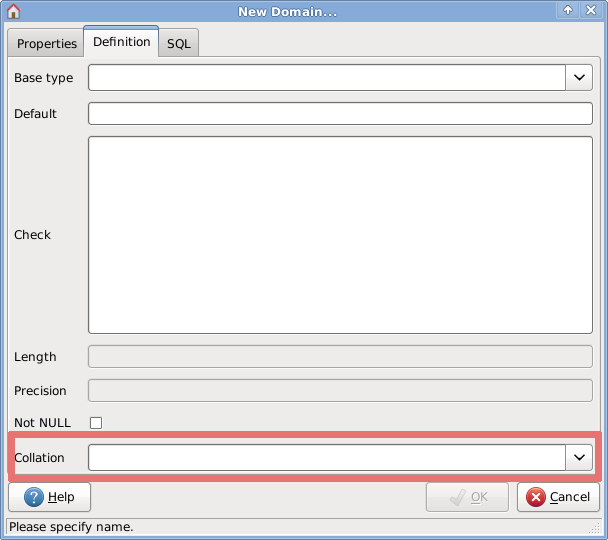 New Domain...
Properties
Definition
SQL
Base type
Default
Check
Length
Precision
Not NULL
Collation
Help
OK
Cancel
Please specify name.